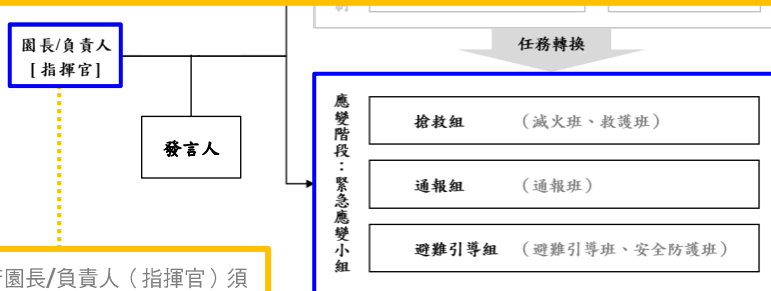 任務轉換
園長/負責人
[指揮官]
發言人
應變階段：緊急應變小組
搶救組 （滅火班、救護班）
通報組 （通報班）
避難引導組 （避難引導班、安全防護班）
園長/負責人（指揮官）須